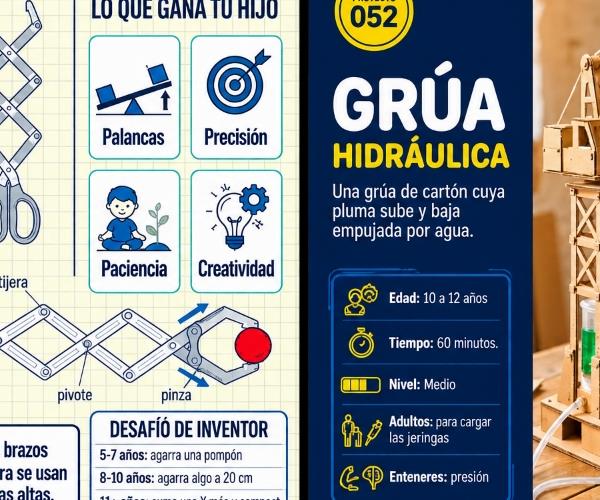 LO QUE GANA TU HIJO
Palancas
Precisión
Paciencia
Creatividad
tijera
pivote
pinza
brazos
ra se usan
as altas.
DESAFÍO DE INVENTOR
5-7 años: agarra una pompón
8-10 años: agarra algo a 20 cm
052
GRÚA
HIDRÁULICA
Una grúa de cartón cuya
pluma sube y baja
empujada por agua.
Edad: 10 a 12 años
Tiempo: 60 minutos.
Nivel: Medio
Adultos: para cargar
las jeringas
Enteneres: presión